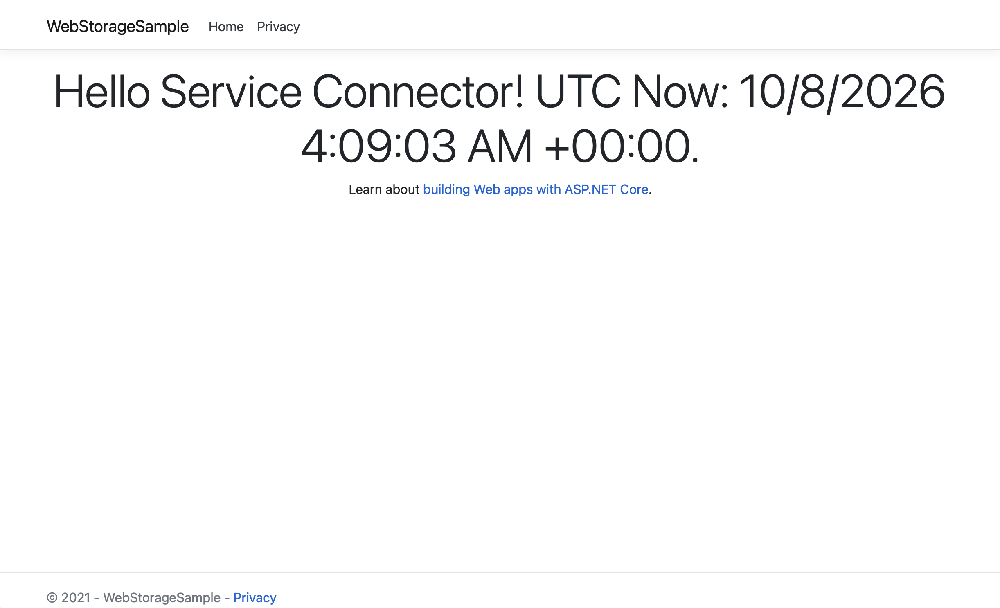 WebStorageSample Home Privacy
Hello Service Connector! UTC Now: 10/8/2026
4:09:03 AM +00:00.
Learn about building Web apps with ASP.NET Core.
© 2021 - WebStorageSample - Privacy